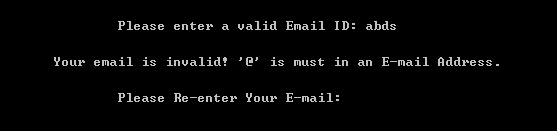 Please enter a valid Email ID: abds
Your email is invalid! '@' is must in an E-mail Address.
Please Re-enter Your E-mail: